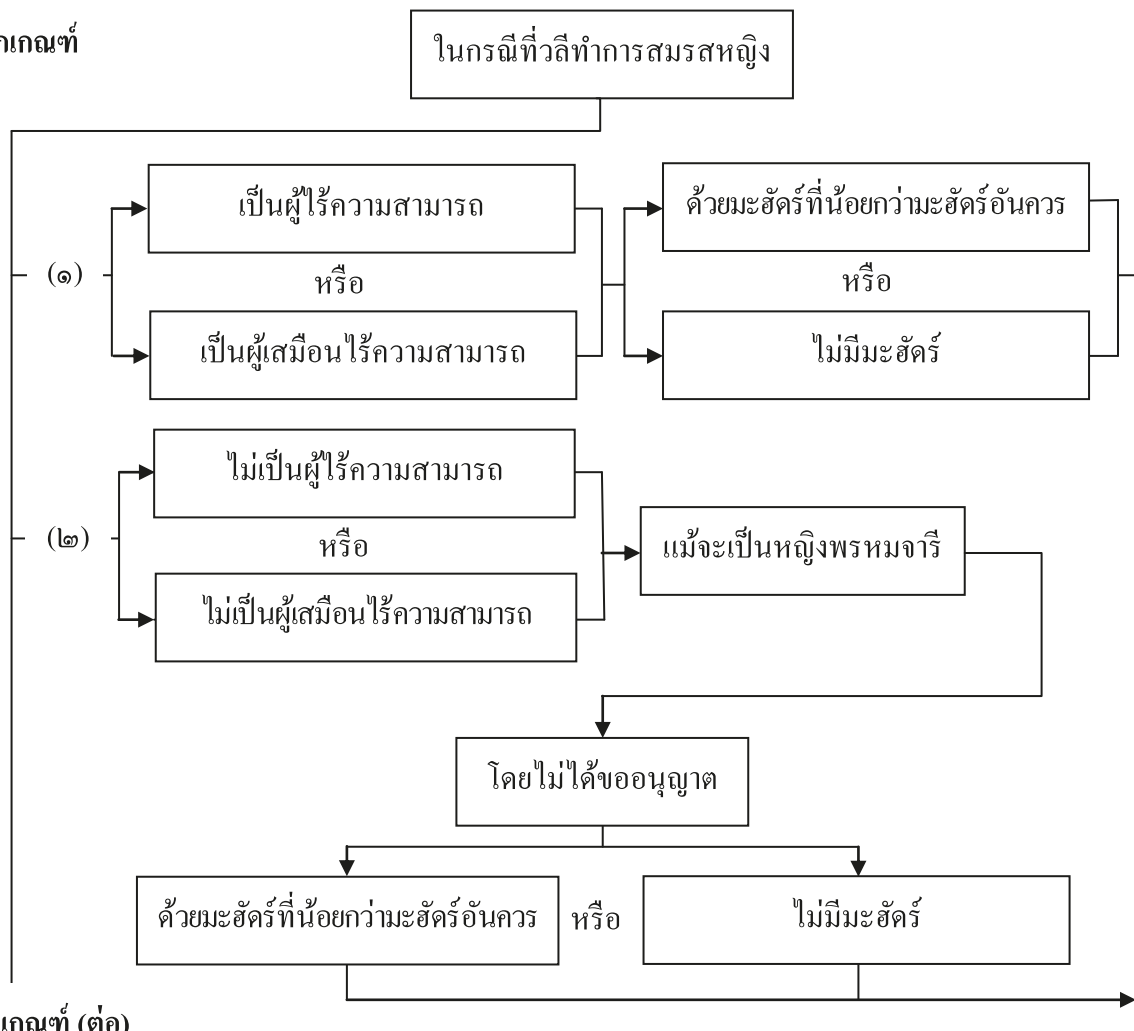 กเกณฑ์
ในกรณีที่วลีทำการสมรสหญิง
(๑)
เป็นผู้ไร้ความสามารถ
หรือ
เป็นผู้เสมือนไร้ความสามารถ
ด้วยมะฮัดร์ที่น้อยกว่ามะฮัดร์อันควร
หรือ
ไม่มีมะฮัดร์
(๒)
ไม่เป็นผู้ไร้ความสามารถ
หรือ
ไม่เป็นผู้เสมือนไร้ความสามารถ
แม้จะเป็นหญิงพรหมจารี
โดยไม่ได้ขออนุญาต
ด้วยมะฮัดร์ที่น้อยกว่ามะฮัดร์อันควร หรือ ไม่มีมะฮัดร์
เกณฑ์ (ต่อ)